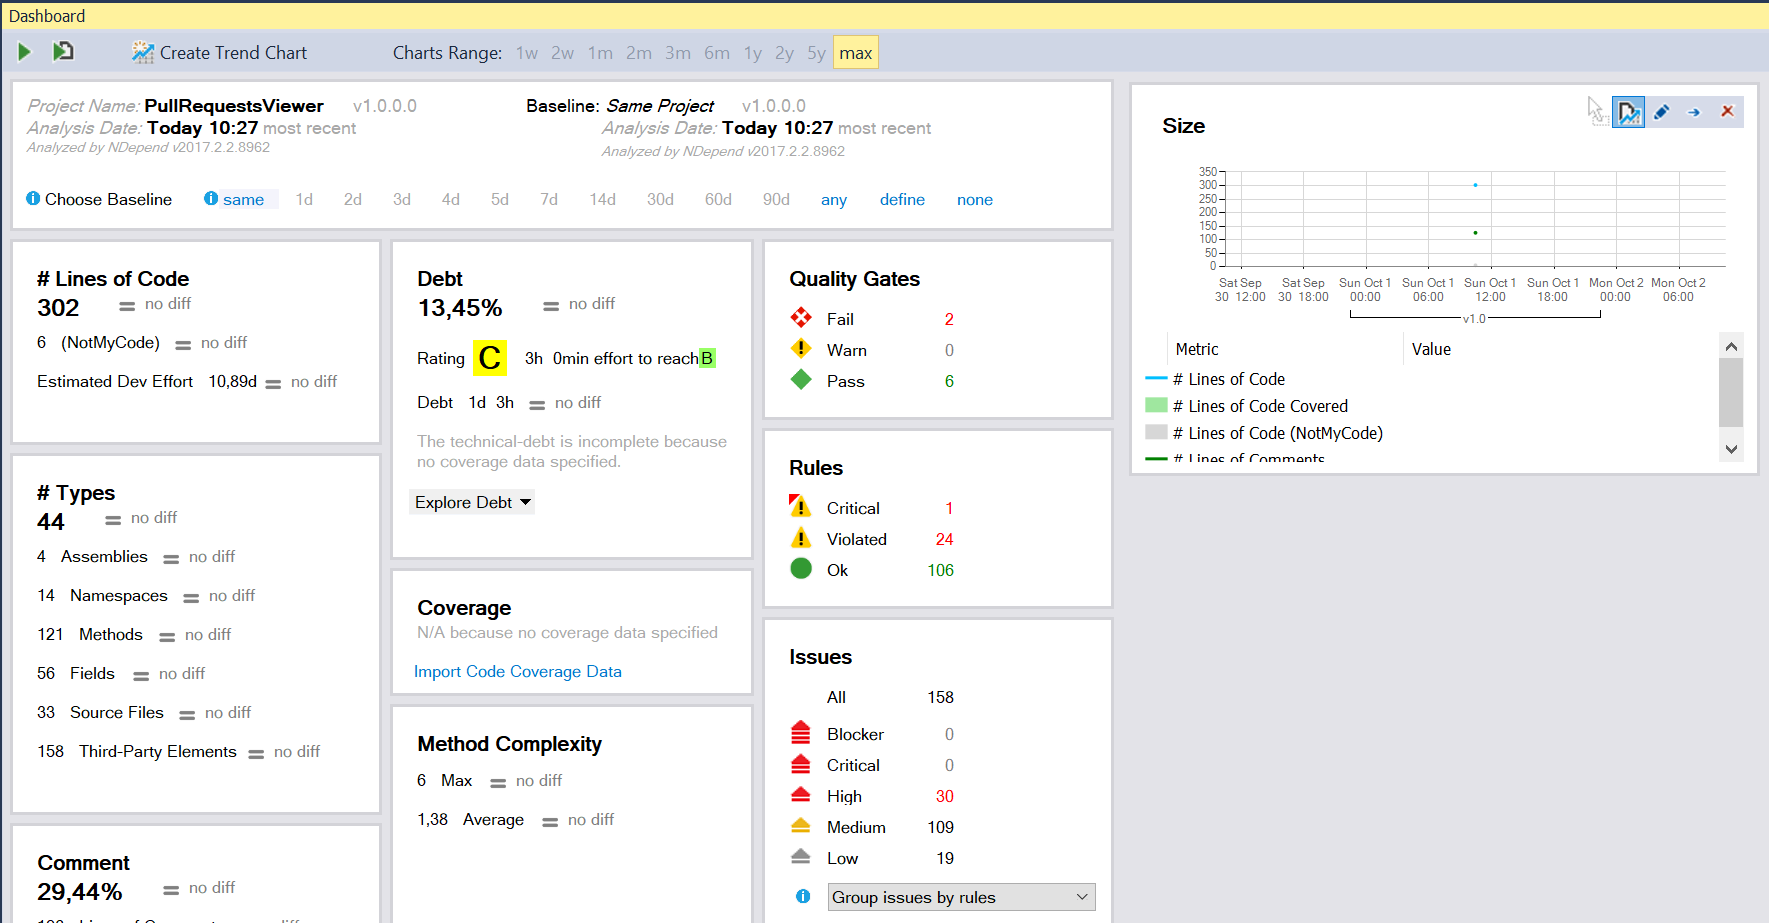 Dashboard
Create Trend Chart Charts Range: 1w 2w 1m 2m 3m 6m 1y 2y 5y max
Project Name: PullRequestsViewer v1.0.0.0
Analysis Date: Today 10:27 most recent
Analyzed by NDepend v2017.2.2.8962
Baseline: Same Project v1.0.0.0
Analysis Date: Today 10:27 most recent
Analyzed by NDepend v2017.2.2.8962
Choose Baseline same 1d 2d 3d 4d 5d 7d 14d 30d 60d 90d any define none
# Lines of Code
302 no diff
6 (NotMyCode) no diff
Estimated Dev Effort 10,89d no diff
# Types
44 no diff
4 Assemblies no diff
14 Namespaces no diff
121 Methods no diff
56 Fields no diff
33 Source Files no diff
158 Third-Party Elements no diff
Comment
29,44% no diff
Debt
13,45% no diff
Rating C 3h 0min effort to reach B
Debt 1d 3h no diff
The technical-debt is incomplete because
no coverage data specified.
Explore Debt
Coverage
N/A because no coverage data specified
Import Code Coverage Data
Method Complexity
6 Max no diff
1,38 Average no diff
Quality Gates
Fail 2
Warn 0
Pass 6
Rules
Critical 1
Violated 24
Ok 106
Issues
All 158
Blocker 0
Critical 0
High 30
Medium 109
Low 19
Group issues by rules
Size
350
300
250
200
150
100
50
0
Sat Sep Sat Sep Sun Oct 1 Sun Oct 1 Sun Oct 1 Sun Oct 1 Mon Oct 2 Mon Oct 2
30 12:00 30 18:00 00:00 06:00 12:00 18:00 00:00 06:00
v1.0
Metric Value
# Lines of Code
# Lines of Code Covered
# Lines of Code (NotMyCode)
# Lines of Comments